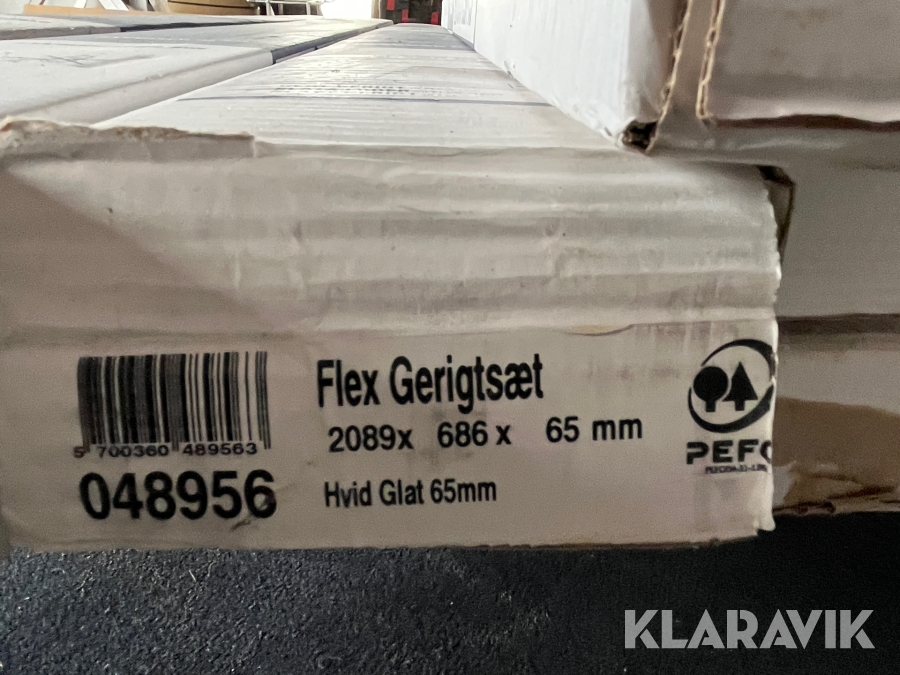 Flex Gerigtsæt
2089x 686 x 65 mm
Hvid Glat 65mm
5 700360 489563
048956
PEFC
KLARAVIK